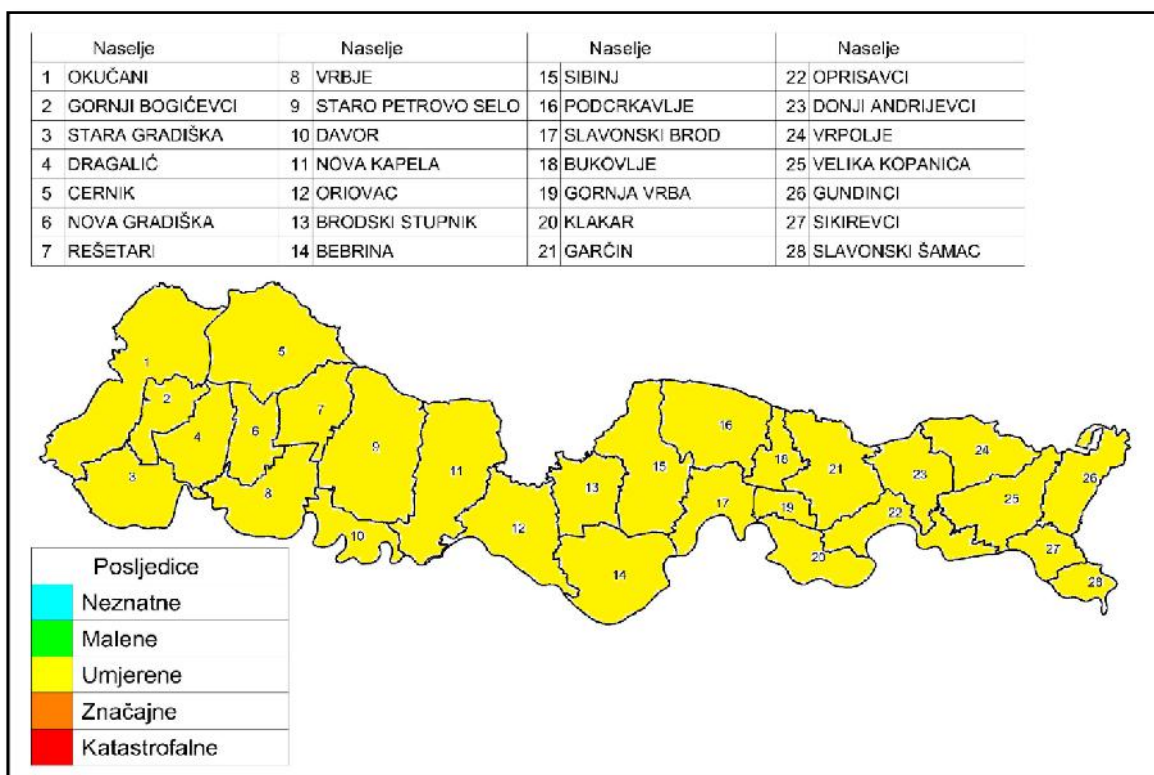 Naselje Naselje Naselje Naselje
1 OKUČANI 8 VRBJE 15 SIBINJ 22 OPRISAVCI
2 GORNJI BOGIĆEVCI 9 STARO PETROVO SELO 16 PODCRKAVLJE 23 DONJI ANDRIJEVCI
3 STARA GRADIŠKA 10 DAVOR 17 SLAVONSKI BROD 24 VRPOLJE
4 DRAGALIĆ 11 NOVA KAPELA 18 BUKOVLJE 25 VELIKA KOPANICA
5 CERNIK 12 ORIOVAC 19 GORNJA VRBA 26 GUNDINCI
6 NOVA GRADIŠKA 13 BRODSKI STUPNIK 20 KLAKAR 27 SIKIREVCI
7 REŠETARI 14 BEBRINA 21 GARČIN 28 SLAVONSKI ŠAMAC
5
1
2
7
16
6
4
9
24
18
15
21
11
3
23
26
13
8
25
17
19
22
12
10
27
14
20
28
Posljedice
Neznatne
Malene
Umjerene
Značajne
Katastrofalne